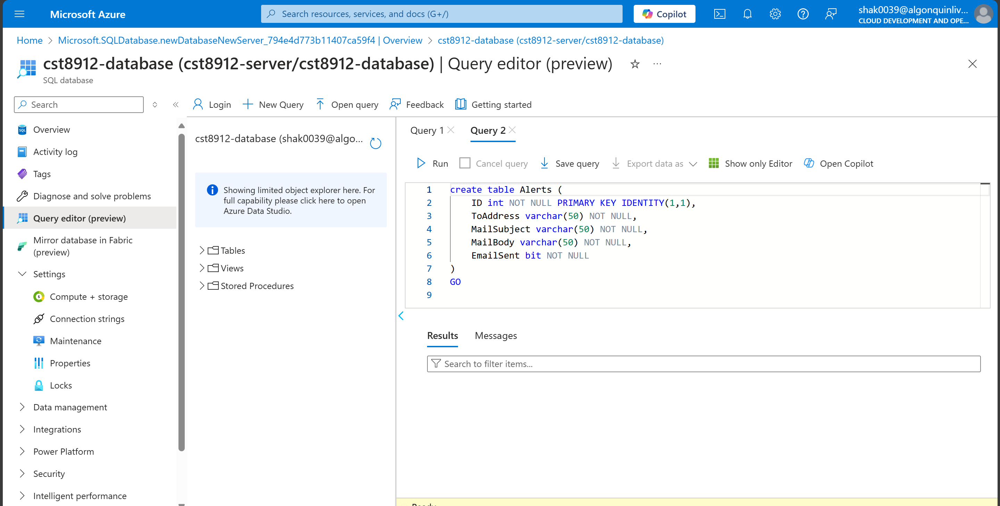 Microsoft Azure
Search resources, services, and docs (G+/)
Copilot
shak0039@algonquinliv...
CLOUD DEVELOPMENT AND OPE...
Home > Microsoft.SQLDatabase.newDatabaseNewServer_794e4d773b11407ca59f4 | Overview > cst8912-database (cst8912-server/cst8912-database)
cst8912-database (cst8912-server/cst8912-database) | Query editor (preview)
SQL database
Search
Login
New Query
Open query
Feedback
Getting started
Overview
Activity log
Tags
Diagnose and solve problems
Query editor (preview)
Mirror database in Fabric
(preview)
Settings
Compute + storage
Connection strings
Maintenance
Properties
Locks
Data management
Integrations
Power Platform
Security
Intelligent performance
cst8912-database (shak0039@algo...
Showing limited object explorer here. For
full capability please click here to open
Azure Data Studio.
Tables
Views
Stored Procedures
Query 1
Query 2
Run
Cancel query
Save query
Export data as
Show only Editor
Open Copilot
1 create table Alerts (
2 ID int NOT NULL PRIMARY KEY IDENTITY(1,1),
3 ToAddress varchar(50) NOT NULL,
4 MailSubject varchar(50) NOT NULL,
5 MailBody varchar(50) NOT NULL,
6 EmailSent bit NOT NULL
7 )
8 GO
9
Results
Messages
Search to filter items...
Ready